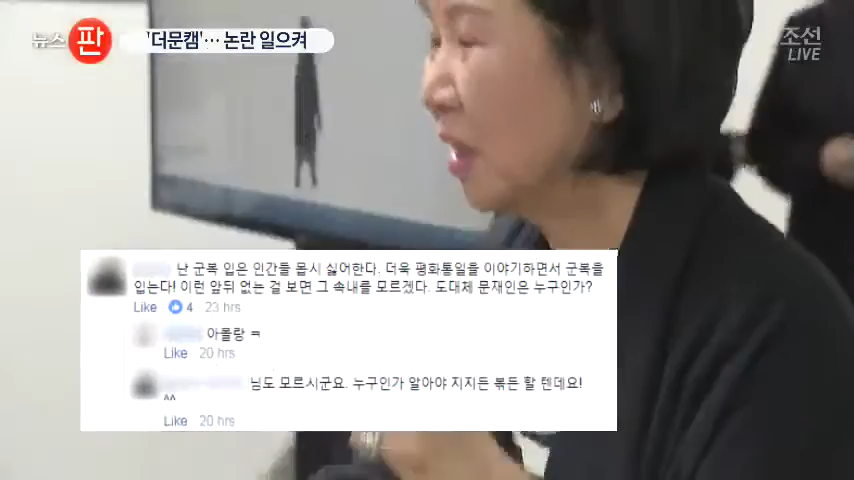 뉴스 판
'더문캠'… 논란 일으켜
조선
LIVE
난 군복 입은 인간들 몹시 싫어한다. 더욱 평화통일을 이야기하면서 군복을
입는다! 이런 앞뒤 없는 걸 보면 그 속내를 모르겠다. 도대체 문재인은 누구인가?
Like 4 23 hrs
아몰랑 ㅋ
Like 20 hrs
님도 모르시군요. 누구인가 알아야 지지든 볶든 할 텐데요!
^^
Like 20 hrs